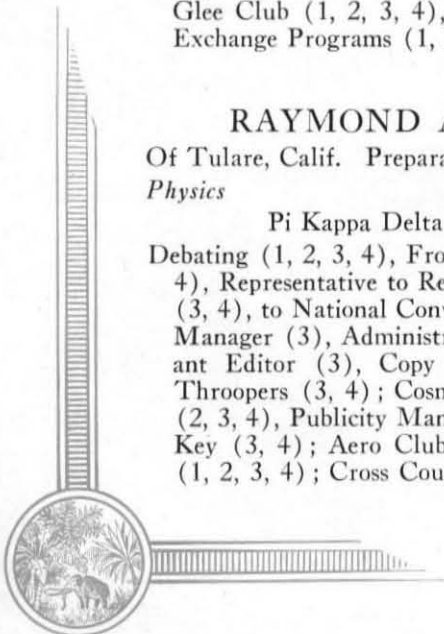 Glee Club (1, 2, 3, 4),
Exchange Programs (1,
RAYMOND
Of Tulare, Calif. Prepara
Physics
Pi Kappa Delta
Debating (1, 2, 3, 4), Fro
4), Representative to Re
(3, 4), to National Con
Manager (3), Administr
ant Editor (3), Copy
Throopers (3, 4); Cosm
(2, 3, 4), Publicity Man
Key (3, 4); Aero Club
(1, 2, 3, 4); Cross Cou